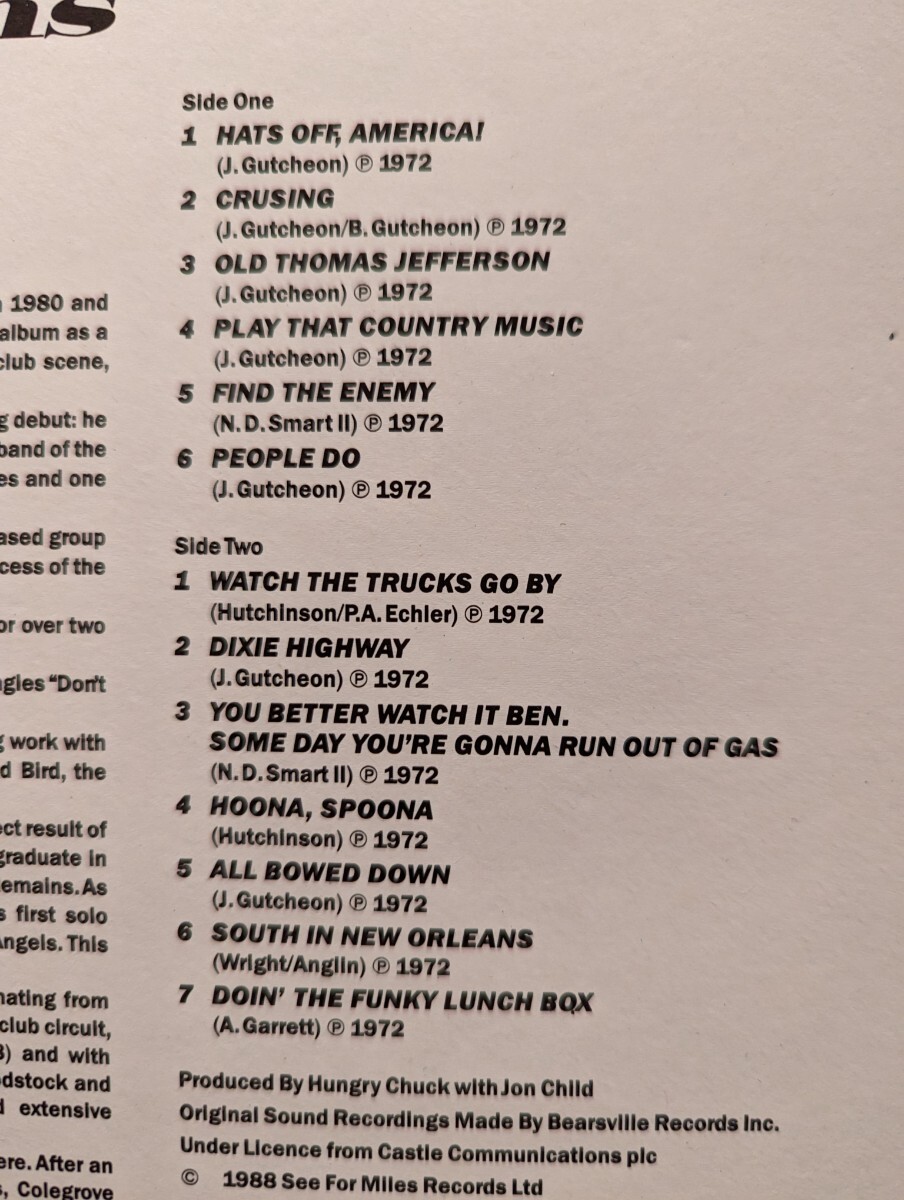 ns
1980 and
album as a
club scene,
debut: he
band of the
es and one
ased group
cess of the
or over two
ngles "Don't
work with
d Bird, the
ect result of
graduate in
emains. As
s first solo
Angels. This
nating from
club circuit,
3) and with
dstock and
extensive
ere. After an
Colegrove
Side One
1 HATS OFF, AMERICA!
(J. Gutcheon) ℗ 1972
2 CRUSING
(J. Gutcheon/B. Gutcheon) ℗ 1972
3 OLD THOMAS JEFFERSON
(J. Gutcheon) ℗ 1972
4 PLAY THAT COUNTRY MUSIC
(J. Gutcheon) ℗ 1972
5 FIND THE ENEMY
(N. D. Smart II) ℗ 1972
6 PEOPLE DO
(J. Gutcheon) ℗ 1972
Side Two
1 WATCH THE TRUCKS GO BY
(Hutchinson/P.A. Echler) ℗ 1972
2 DIXIE HIGHWAY
(J. Gutcheon) ℗ 1972
3 YOU BETTER WATCH IT BEN.
SOME DAY YOU'RE GONNA RUN OUT OF GAS
(N. D. Smart II) ℗ 1972
4 HOONA, SPOONA
(Hutchinson) ℗ 1972
5 ALL BOWED DOWN
(J. Gutcheon) ℗ 1972
6 SOUTH IN NEW ORLEANS
(Wright/Anglin) ℗ 1972
7 DOIN' THE FUNKY LUNCH BOX
(A. Garrett) ℗ 1972
Produced By Hungry Chuck with Jon Child
Original Sound Recordings Made By Bearsville Records Inc.
Under Licence from Castle Communications plc
© 1988 See For Miles Records Ltd